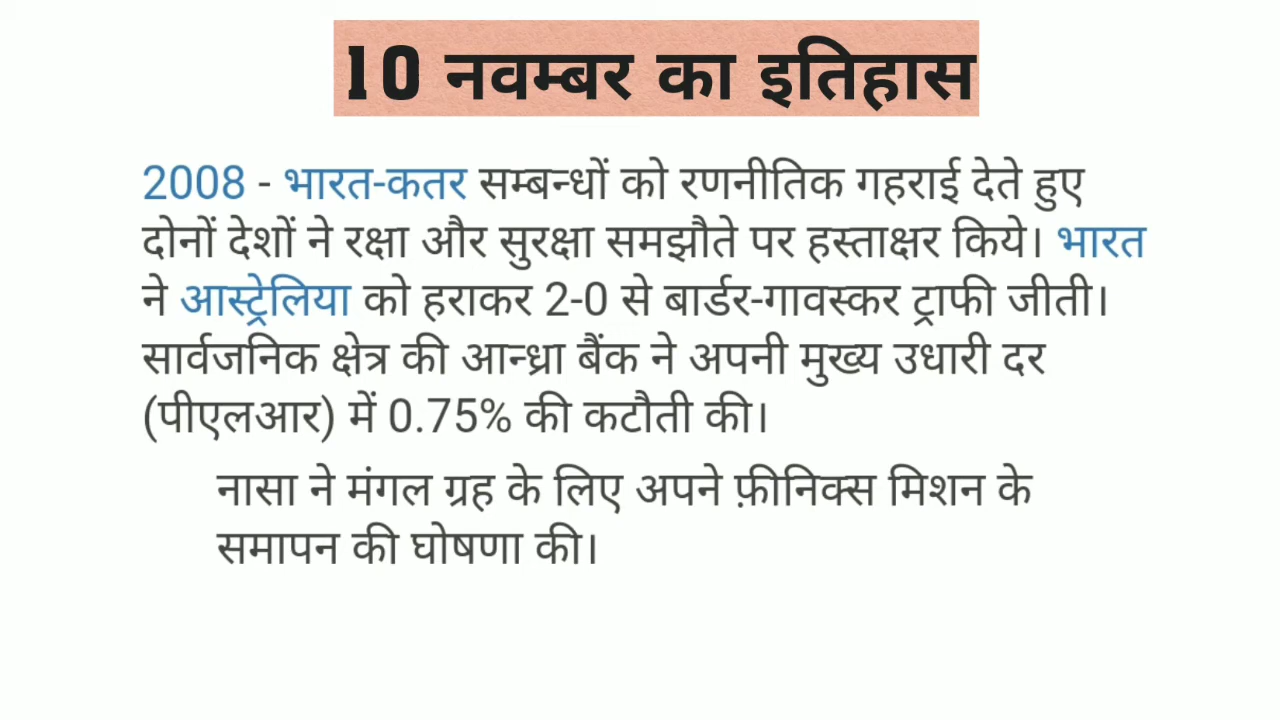 10 नवम्बर का इतिहास
2008 - भारत-कतर सम्बन्धों को रणनीतिक गहराई देते हुए
दोनों देशों ने रक्षा और सुरक्षा समझौते पर हस्ताक्षर किये। भारत
ने आस्ट्रेलिया को हराकर 2-0 से बार्डर-गावस्कर ट्राफी जीती।
सार्वजनिक क्षेत्र की आन्ध्रा बैंक ने अपनी मुख्य उधारी दर
(पीएलआर) में 0.75% की कटौती की।
नासा ने मंगल ग्रह के लिए अपने फ़ीनिक्स मिशन के
समापन की घोषणा की।